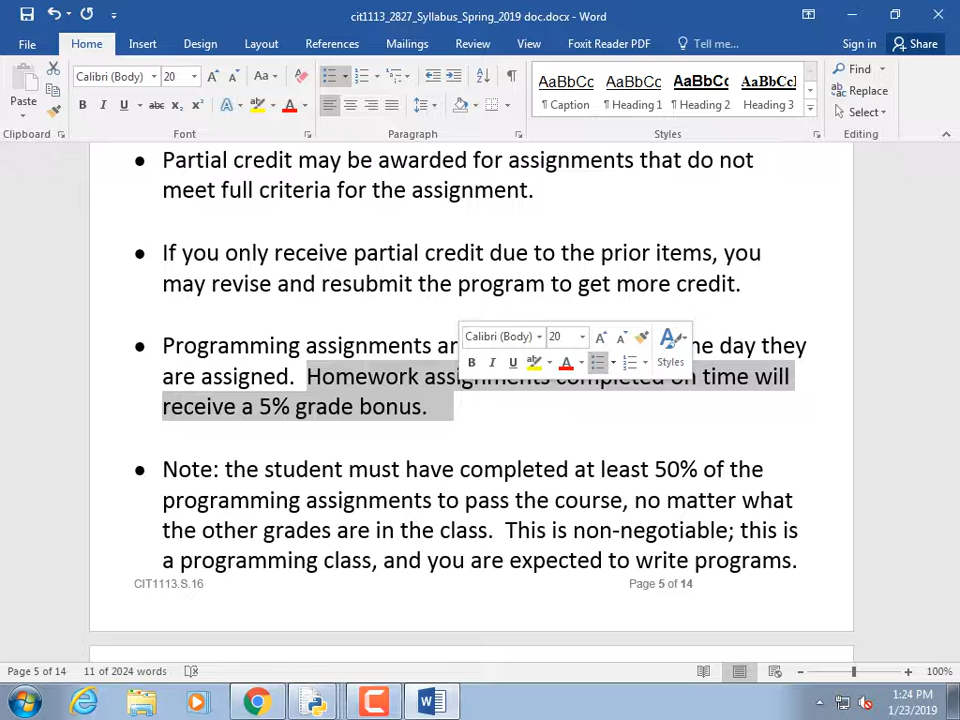 cit1113_2827_Syllabus_Spring_2019 doc.docx - Word
File Home Insert Design Layout References Mailings Review View Foxit Reader PDF Tell me... Sign in Share
Paste
Calibri (Body) 20 A A Aa
B I U abc x₂ x² A A
AaBbCc AaBbCc AaBbCc AaBbCcI
¶ Caption ¶ Heading 1 ¶ Heading 2 Heading 3
Find
Replace
Select
Clipboard Font Paragraph Styles Editing
• Partial credit may be awarded for assignments that do not
meet full criteria for the assignment.
• If you only receive partial credit due to the prior items, you
may revise and resubmit the program to get more credit.
Calibri (Body) 20 A A
B I U A Styles
• Programming assignments day they
are assigned. Homework assignments completed on time will
receive a 5% grade bonus.
• Note: the student must have completed at least 50% of the
programming assignments to pass the course, no matter what
the other grades are in the class. This is non-negotiable; this is
a programming class, and you are expected to write programs.
CIT1113.S.16 Page 5 of 14
Page 5 of 14 11 of 2024 words 100%
1:24 PM
1/23/2019